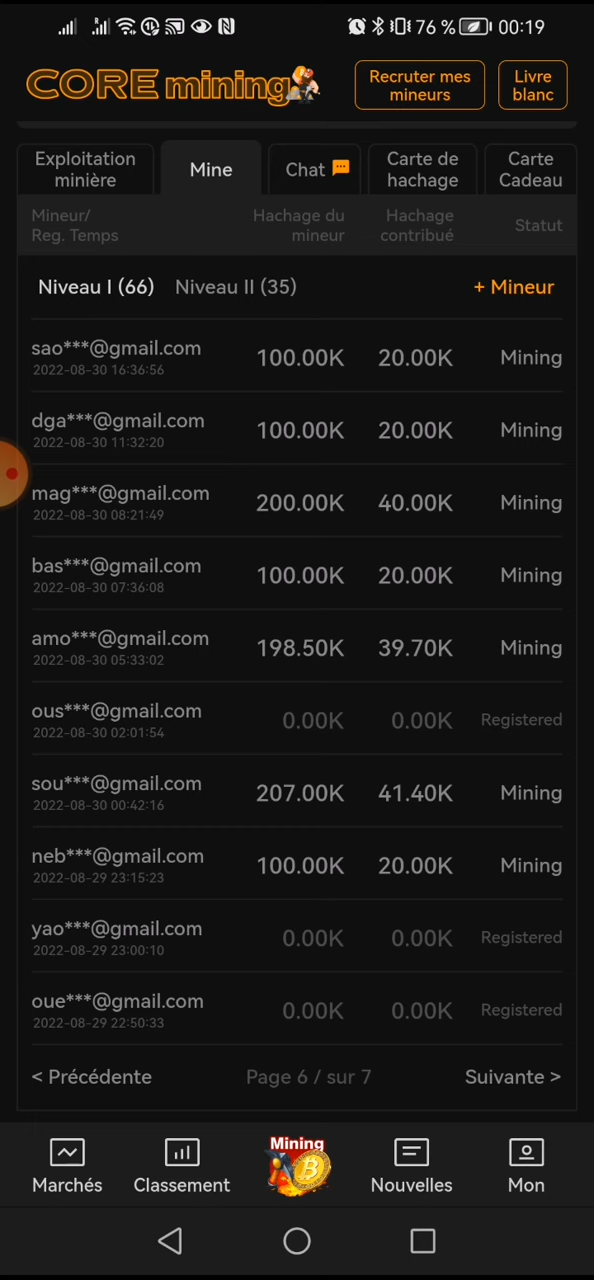 76 % 00:19
CORE mining
Recruter mes
mineurs
Livre
blanc
Exploitation
minière
Mine
Chat
Carte de
hachage
Carte
Cadeau
Mineur/
Reg. Temps
Hachage du
mineur
Hachage
contribué
Statut
Niveau I (66) Niveau II (35) + Mineur
sao***@gmail.com 100.00K 20.00K Mining
2022-08-30 16:36:56
dga***@gmail.com 100.00K 20.00K Mining
2022-08-30 11:32:20
mag***@gmail.com 200.00K 40.00K Mining
2022-08-30 08:21:49
bas***@gmail.com 100.00K 20.00K Mining
2022-08-30 07:36:08
amo***@gmail.com 198.50K 39.70K Mining
2022-08-30 05:33:02
ous***@gmail.com 0.00K 0.00K Registered
2022-08-30 02:01:54
sou***@gmail.com 207.00K 41.40K Mining
2022-08-30 00:42:16
neb***@gmail.com 100.00K 20.00K Mining
2022-08-29 23:15:23
yao***@gmail.com 0.00K 0.00K Registered
2022-08-29 23:00:10
oue***@gmail.com 0.00K 0.00K Registered
2022-08-29 22:50:33
< Précédente Page 6 / sur 7 Suivante >
Mining
Marchés Classement Nouvelles Mon